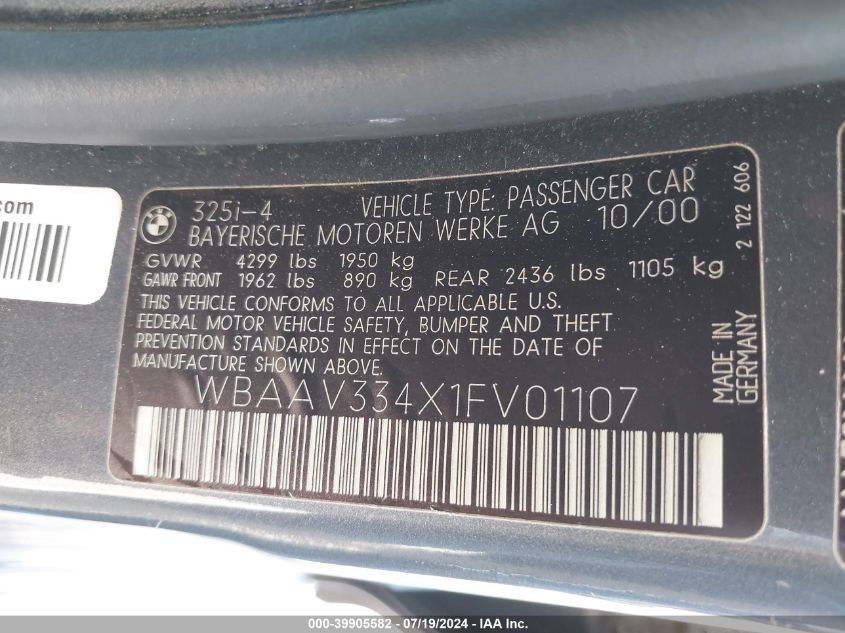 .com
325i-4 VEHICLE TYPE: PASSENGER CAR
BAYERISCHE MOTOREN WERKE AG 10/00
GVWR 4299 lbs 1950 kg
GAWR FRONT 1962 lbs 890 kg REAR 2436 lbs 1105 kg
THIS VEHICLE CONFORMS TO ALL APPLICABLE U.S.
FEDERAL MOTOR VEHICLE SAFETY, BUMPER AND THEFT
PREVENTION STANDARDS IN EFFECT ON THE DATE OF
MANUFACTURE SHOWN ABOVE.
WBAAV334X1FV01107
MADE IN
GERMANY
2 122 606
000-39905582 - 07/19/2024 - IAA Inc.